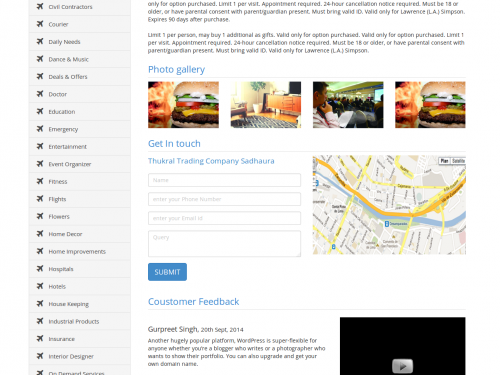 Civil Contractors
Courier
Daily Needs
Dance & Music
Deals & Offers
Doctor
Education
Emergency
Entertainment
Event Organizer
Fitness
Flights
Flowers
Home Decor
Home Improvements
Hospitals
Hotels
House Keeping
Industrial Products
Insurance
Interior Designer
On Demand Services
only for option purchased. Limit 1 per visit. Appointment required, 24-hour cancellation notice required. Must be 18 or
older, or have parental consent with parent/guardian present. Must bring valid ID. Valid only for Lawrence (L.A.) Simpson.
Expires 90 days after purchase.
Limit 1 per person, may buy 1 additional as gifts. Valid only for option purchased. Valid only for option purchased. Limit 1
per visit. Appointment required, 24-hour cancellation notice required. Must be 18 or older, or have parental consent with
parent/guardian present. Must bring valid ID. Valid only for Lawrence (L.A.) Simpson.
Photo gallery
Get In touch
Thukral Trading Company Sadhaura
Name
enter your Phone Number
enter your Email Id
Query
SUBMIT
Coustomer Feedback
Gurpreet Singh, 20th Sept, 2014
Another hugely popular platform, WordPress is super-flexible for
anyone whether you're a blogger who writes or a photographer who
wants to show their portfolio. You can also upgrade and get your
own domain name.